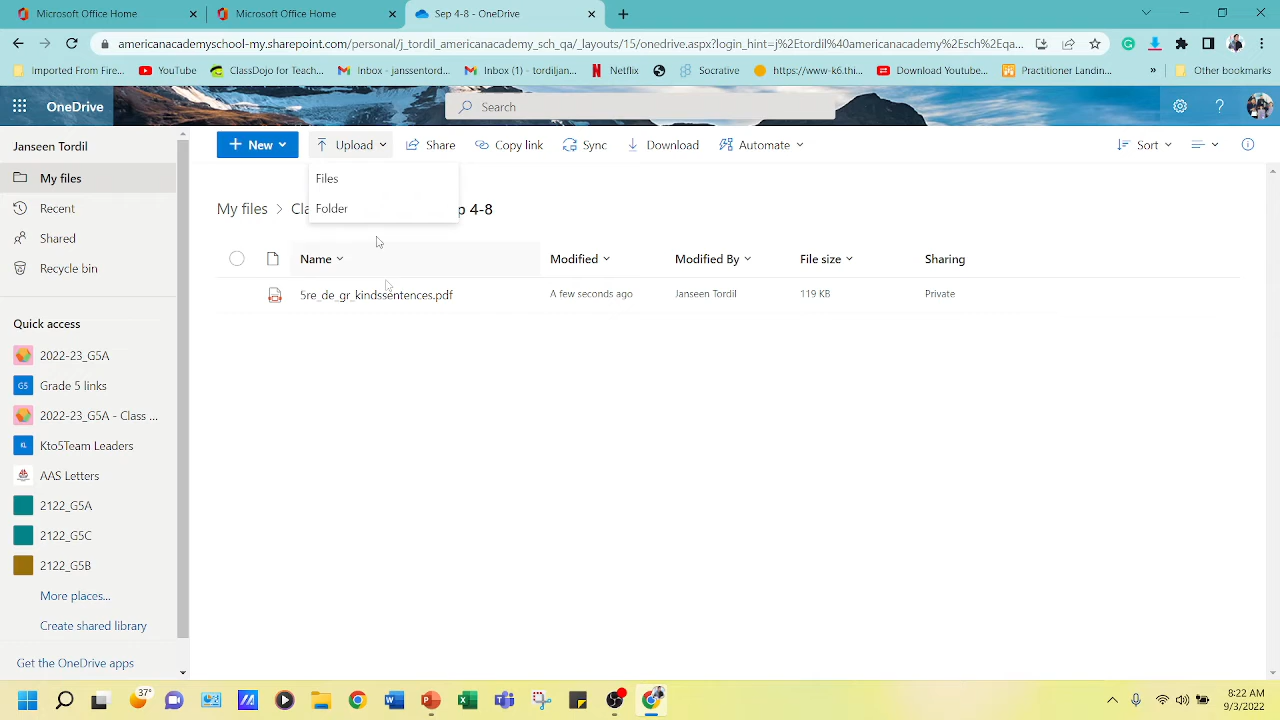 Microsoft Office Home
Microsoft Office Home
Sep 4-8 - OneDrive
americanacademyschool-my.sharepoint.com/personal/j_tordil_americanacademy_sch_qa/_layouts/15/onedrive.aspx?login_hint=j%2Etordil%40americanacademy%2Esch%2Eqa...
Imported From Fire...
YouTube
ClassDojo for Teach...
Inbox - janssentord...
Inbox (1) - tordiljan...
Netflix
Socrative
https://www-k6.thi...
Download Youtube...
Practitioner Landin...
»
Other bookmarks
OneDrive
Search
Janseen Tordil
New
Upload
Share
Copy link
Sync
Download
Automate
Sort
My files
Files
Recent
Folder
My files > Cla
p 4-8
Shared
Name
Modified
Modified By
File size
Sharing
Recycle bin
5re_de_gr_kindssentences.pdf
A few seconds ago
Janseen Tordil
119 KB
Private
Quick access
2022-23_G5A
G5
Grade 5 links
2022-23_G5A - Class ...
KL
Kto5Team Leaders
AAS Letters
2122_G5A
2122_G5C
2122_G5B
More places...
Create shared library
Get the OneDrive apps
37°
8:22 AM
9/3/2022